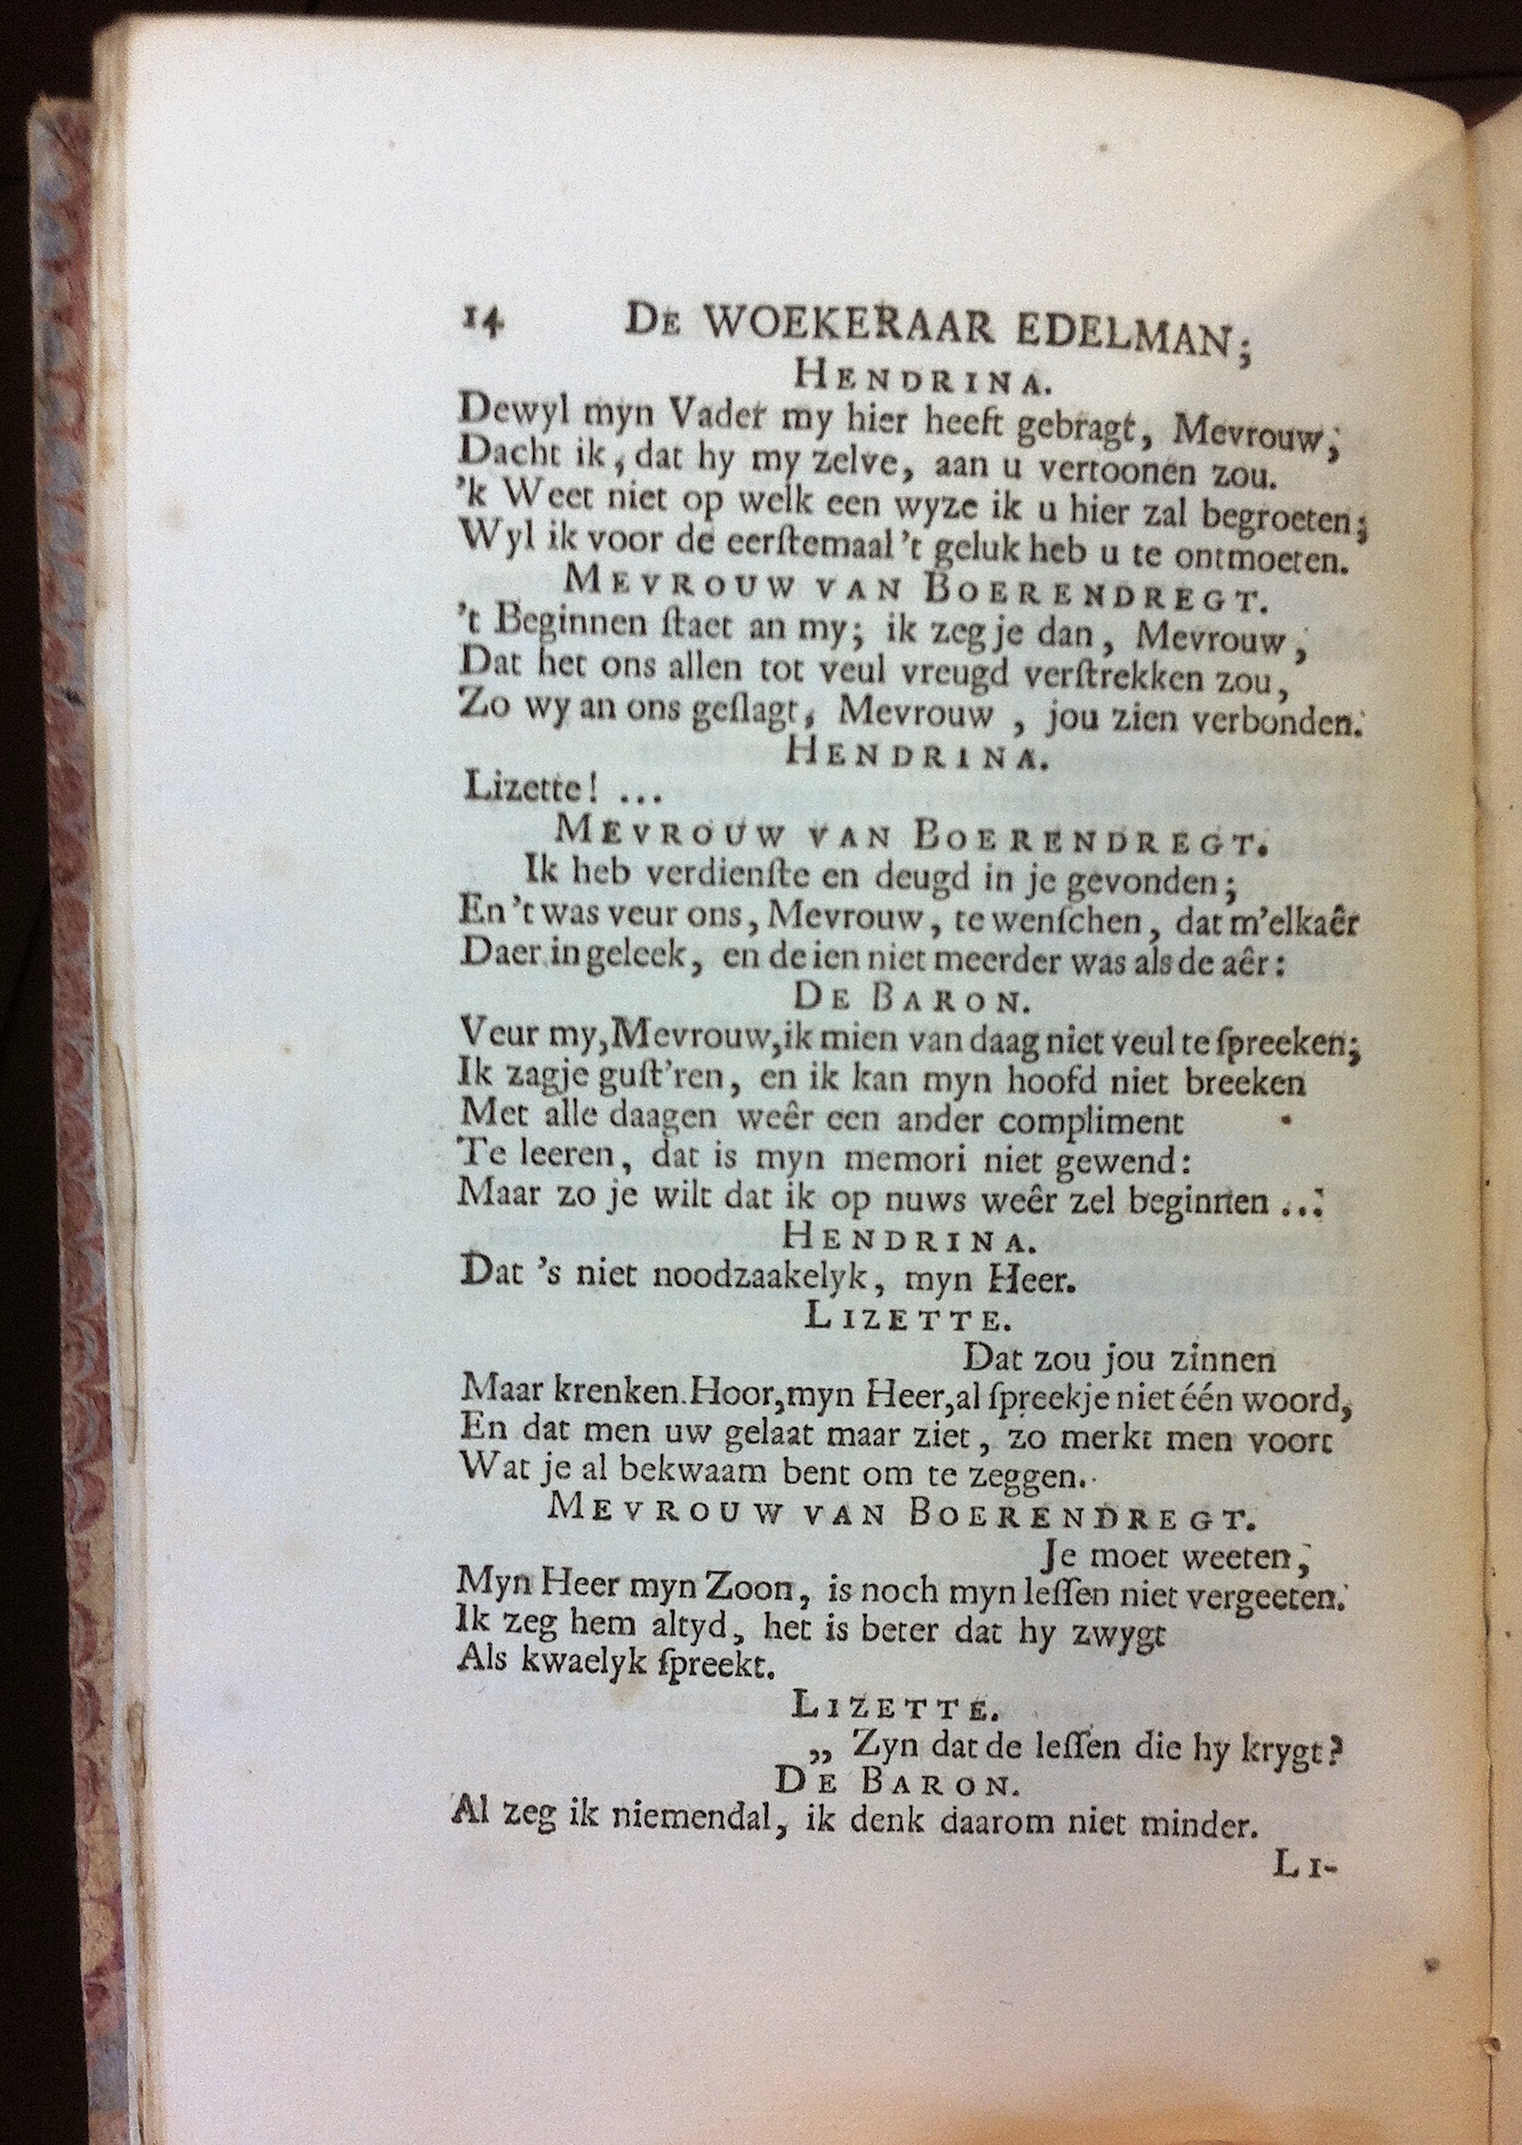 14 DE WOEKERAAR EDELMAN;
HENDRINA.
Dewyl myn Vader my hier heeft gebragt, Mevrouw,
Dacht ik, dat hy my zelve, aan u vertoonen zou.
'k Weet niet op welk een wyze ik u hier zal begroeten;
Wyl ik voor de eerſtemaal 't geluk heb u te ontmoeten.
MEVROUW VAN BOERENDREGT.
't Beginnen ſtaet an my; ik zeg je dan, Mevrouw,
Dat het ons allen tot veul vreugd verſtrekken zou,
Zo wy an ons geſlagt, Mevrouw, jou zien verbonden.
HENDRINA.
Lizette! ...
MEVROUW VAN BOERENDREGT.
Ik heb verdienſte en deugd in je gevonden;
En 't was veur ons, Mevrouw, te wenſchen, dat m'elkaêr
Daer in geleek, en de ien niet meerder was als de aêr:
DE BARON.
Veur my, Mevrouw, ik mien van daag niet veul te ſpreeken;
Ik zag je guſt'ren, en ik kan myn hoofd niet breeken
Met alle daagen weêr een ander compliment
Te leeren, dat is myn memori niet gewend:
Maar zo je wilt dat ik op nuws weêr zel beginnen ...
HENDRINA.
Dat 's niet noodzaakelyk, myn Heer.
LIZETTE.
Dat zou jou zinnen
Maar krenken. Hoor, myn Heer, al ſpreekje niet één woord,
En dat men uw gelaat maar ziet, zo merkt men voort
Wat je al bekwaam bent om te zeggen.
MEVROUW VAN BOERENDREGT.
Je moet weeten,
Myn Heer myn Zoon, is noch myn leſſen niet vergeeten.
Ik zeg hem altyd, het is beter dat hy zwygt
Als kwaelyk ſpreekt.
LIZETTE.
„ Zyn dat de leſſen die hy krygt?
DE BARON.
Al zeg ik niemendal, ik denk daarom niet minder.
LI-